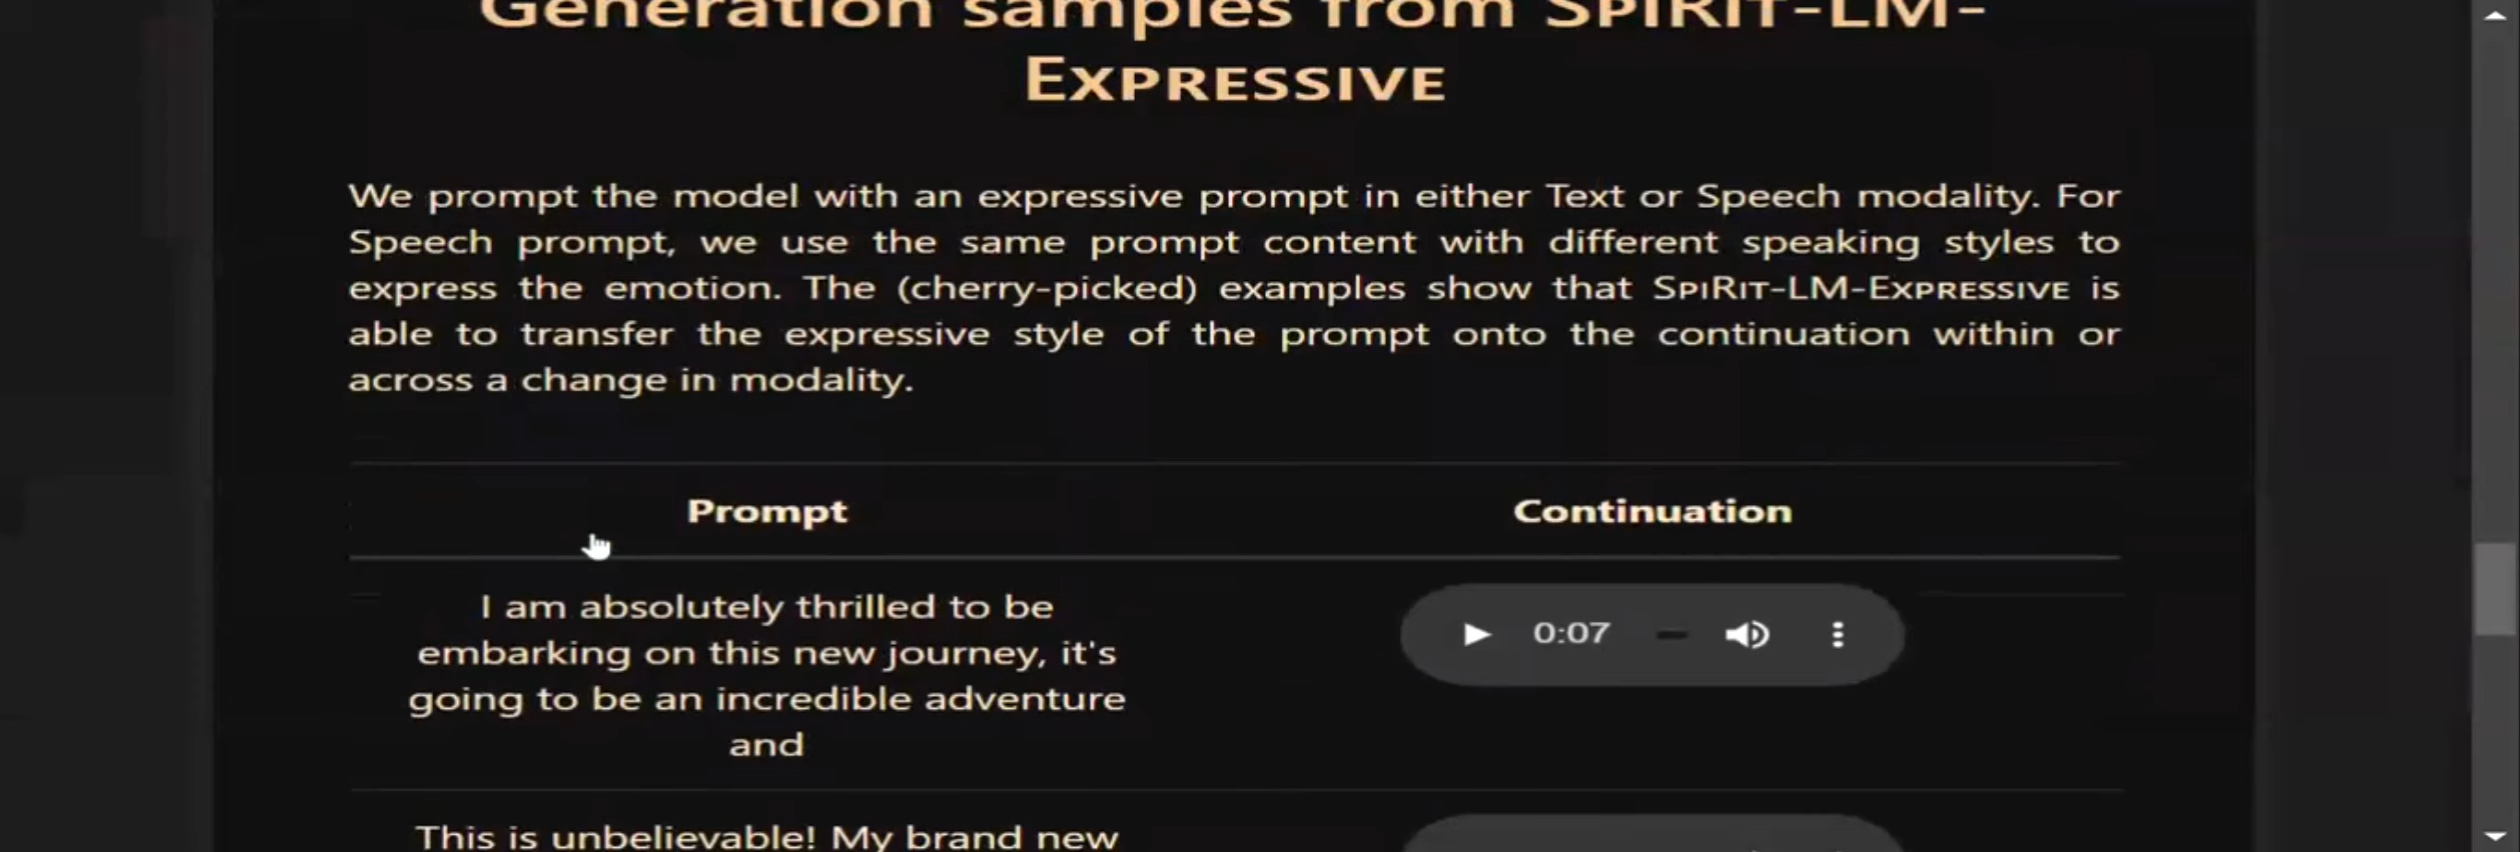 Generation samples from SPIRIT-LM-
EXPRESSIVE
We prompt the model with an expressive prompt in either Text or Speech modality. For
Speech prompt, we use the same prompt content with different speaking styles to
express the emotion. The (cherry-picked) examples show that SPIRIT-LM-EXPRESSIVE is
able to transfer the expressive style of the prompt onto the continuation within or
across a change in modality.
Prompt
Continuation
I am absolutely thrilled to be
embarking on this new journey, it's
going to be an incredible adventure
and
0:07
This is unbelievable! My brand new